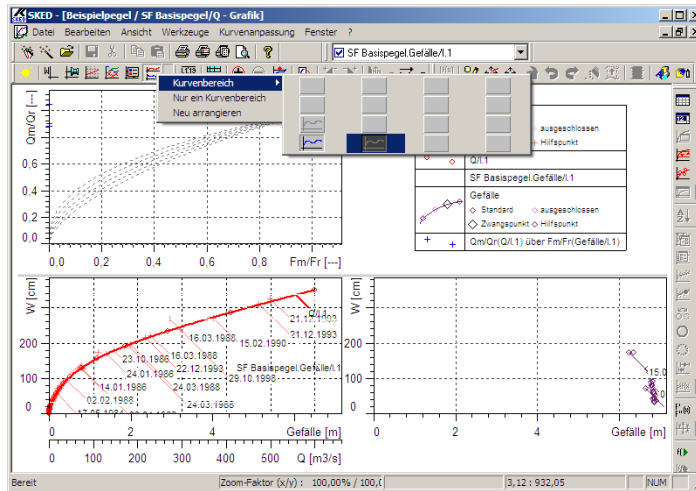 SKED - [Beispielpegel / SF Basispegel/Q - Grafik]
Datei Bearbeiten Ansicht Werkzeuge Kurvenanpassung Fenster ?
SF Basispegel.Gefälle/I.1
Kurvenbereich
Nur ein Kurvenbereich
Neu arrangieren
Qm/Qr [---]
0,6
0,4
0,2
0,0
0,0 0,2 0,4 0,6 0,8 Fm/Fr [---]
ausgeschlossen
Hilfspunkt
Q/I.1
SF Basispegel.Gefälle/I.1
Gefälle
Standard ausgeschlossen
Zwangspunkt Hilfspunkt
Qm/Qr(Q/I.1) über Fm/Fr(Gefälle/I.1)
W [cm]
200
100
0
Q/I.1
21.12.1993
21.12.1993
16.03.1988
15.02.1990
23.10.1986
16.03.1988
22.12.1993
SF Basispegel.Gefälle/I.1
24.01.1986
29.10.1998
14.01.1986
24.03.1988
02.02.1988
24.03.1988
0 2 4 Gefälle [m]
0 100 200 300 400 500 Q [m3/s]
W [cm]
200
100
0
15.0
0
0 2 4 Gefälle [m]
Bereit Zoom-Faktor (x/y) : 100,00% / 100,( 3,12 : 932,05 NUM